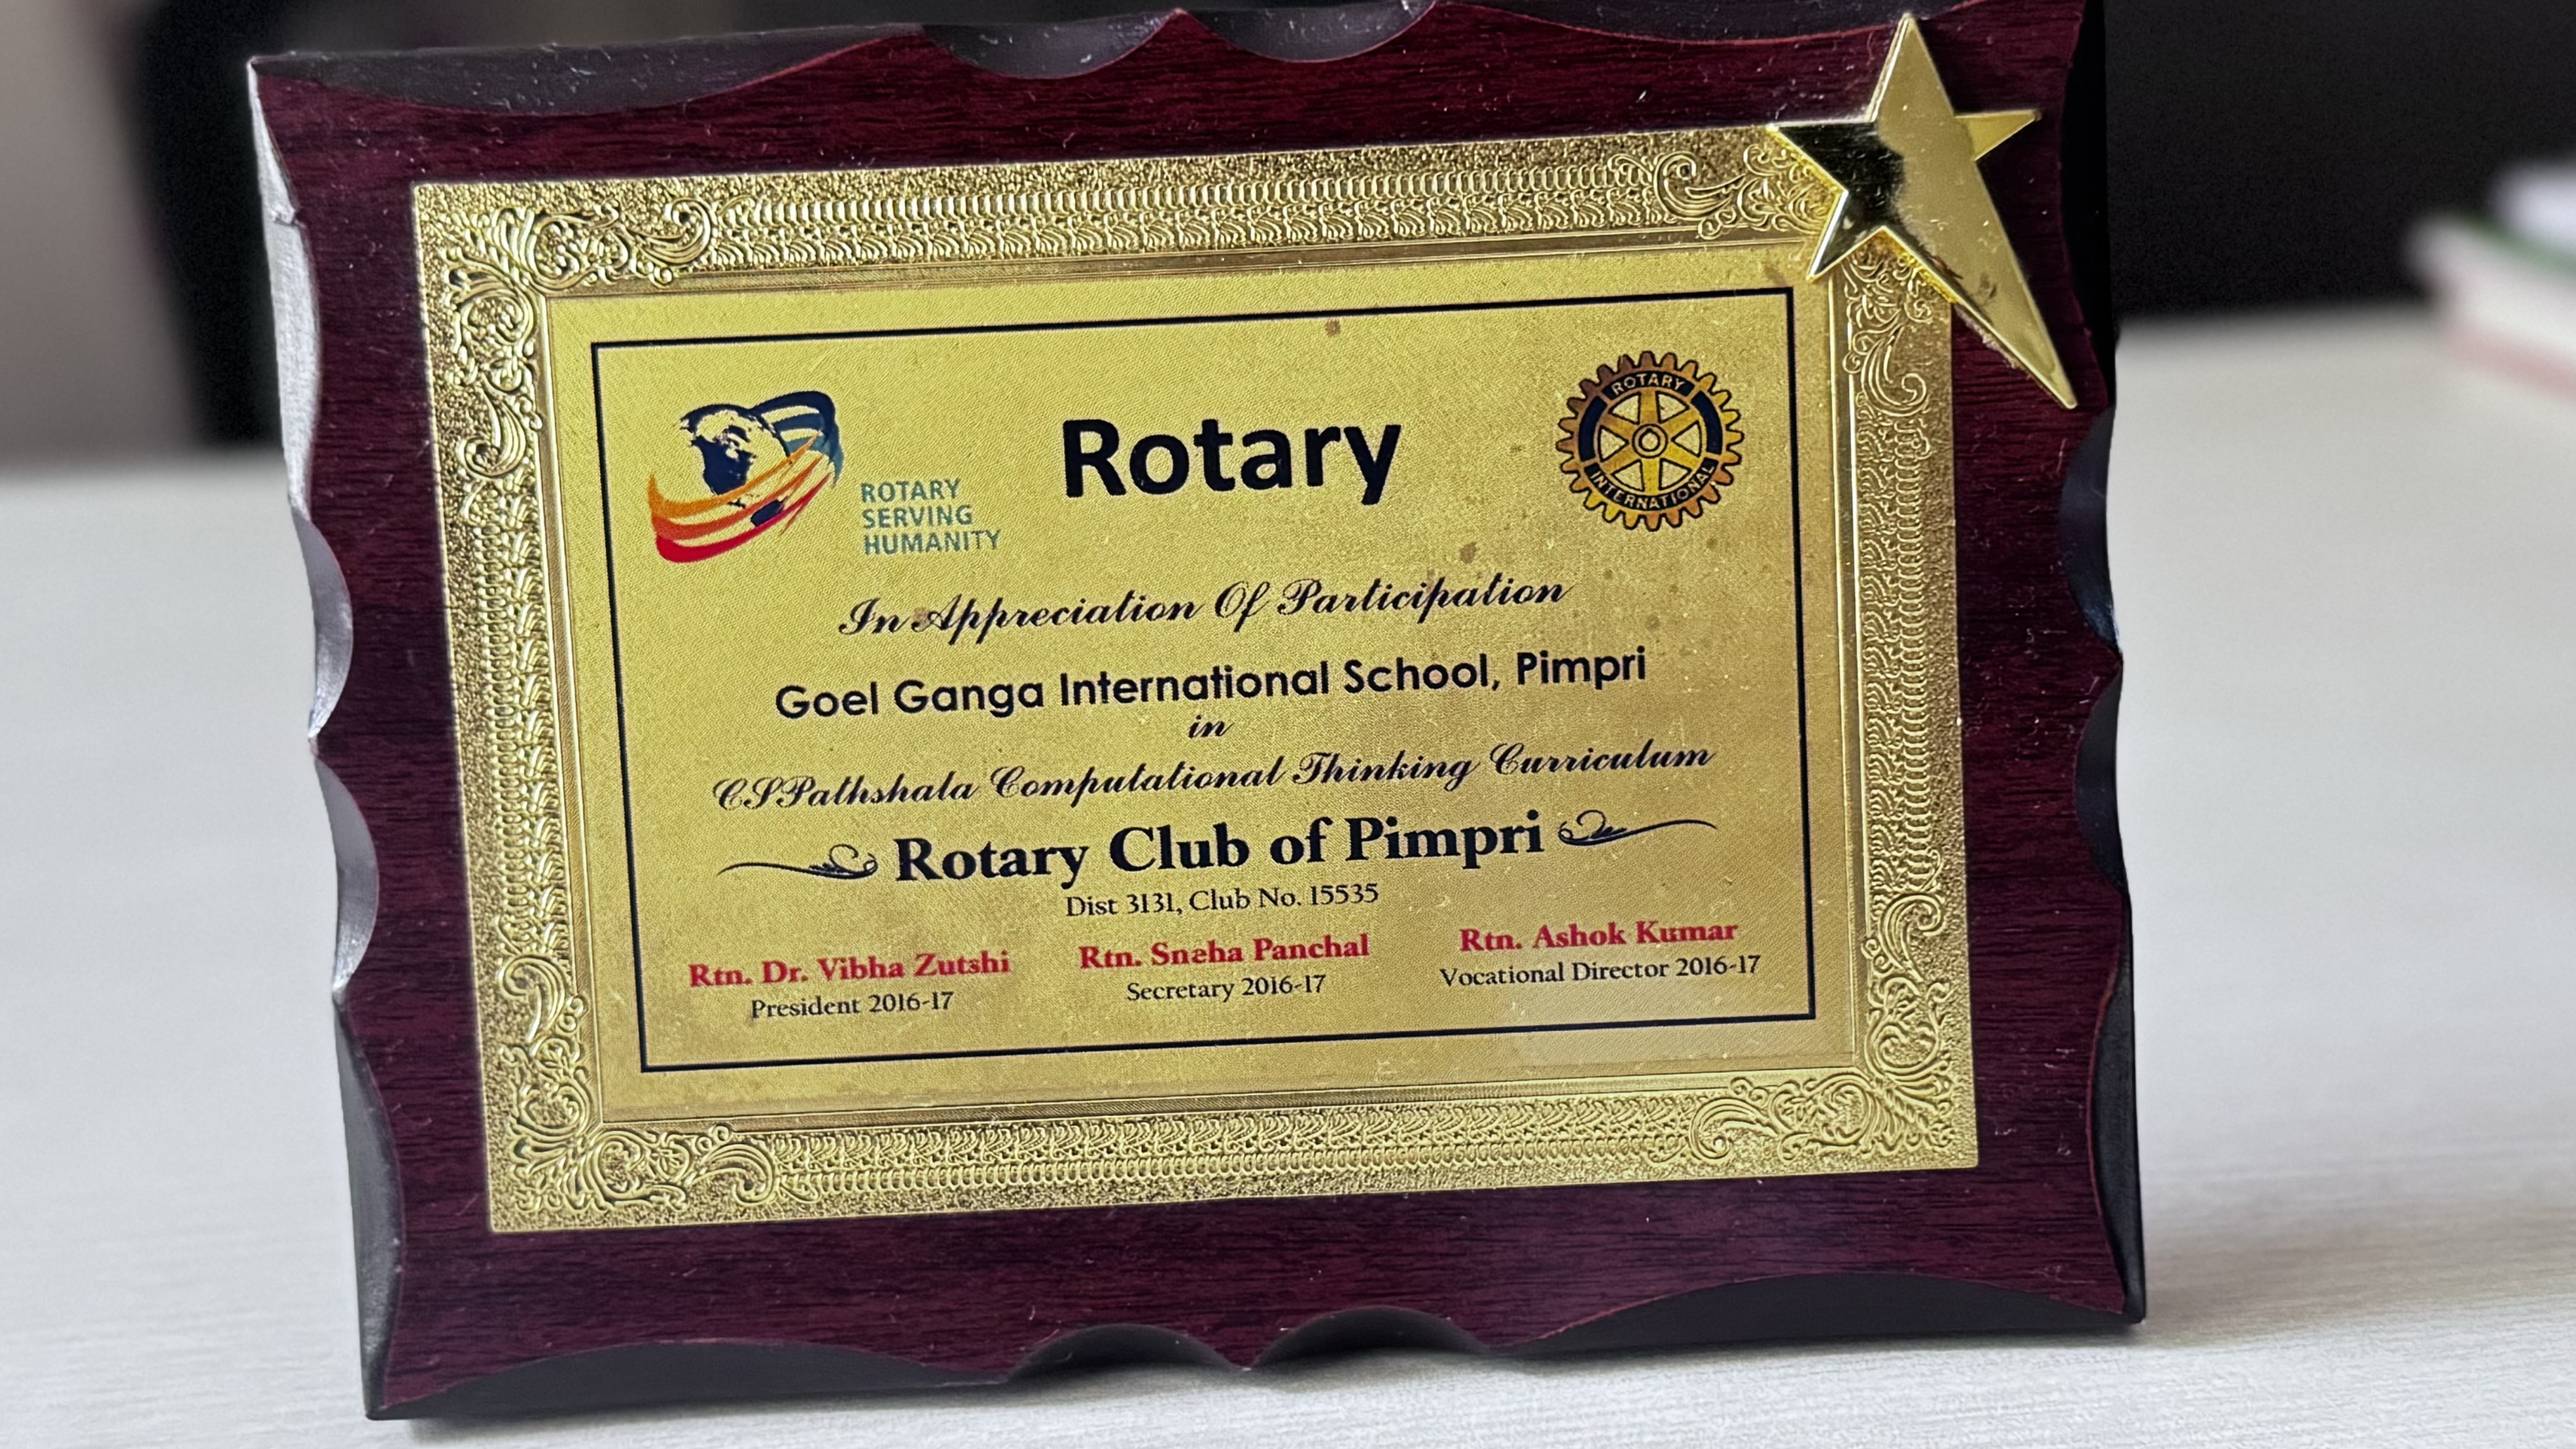 ROTARY
SERVING
HUMANITY
Rotary
ROTARY
INTERNATIONAL
In Appreciation Of Participation
Goel Ganga International School, Pimpri
in
CSPathshala Computational Thinking Curriculum
Rotary Club of Pimpri
Dist 3131, Club No. 15535
Rtn. Dr. Vibha Zutshi
President 2016-17
Rtn. Sneha Panchal
Secretary 2016-17
Rtn. Ashok Kumar
Vocational Director 2016-17